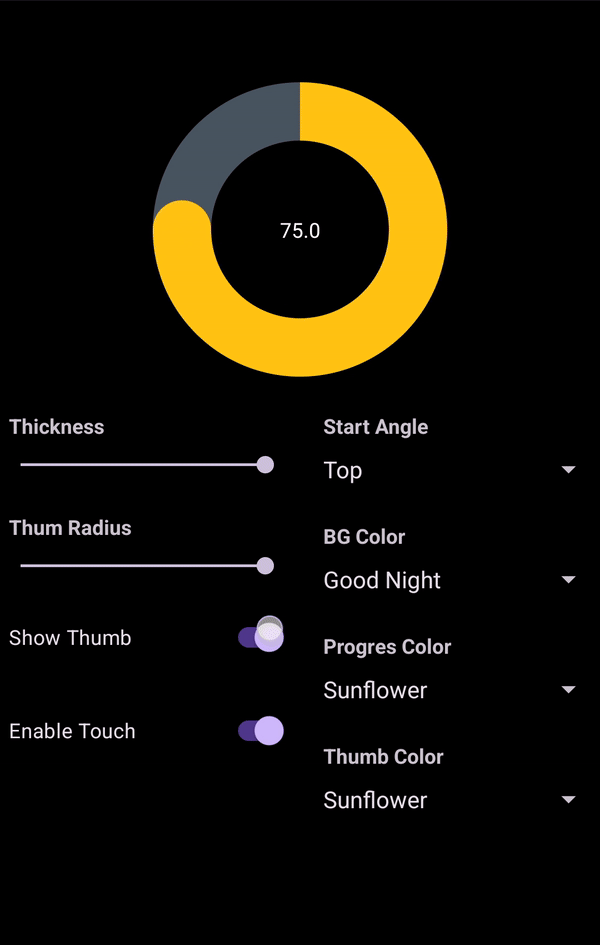 75.0
Thickness
Thum Radius
Show Thumb
Enable Touch
Start Angle
Top
BG Color
Good Night
Progres Color
Sunflower
Thumb Color
Sunflower